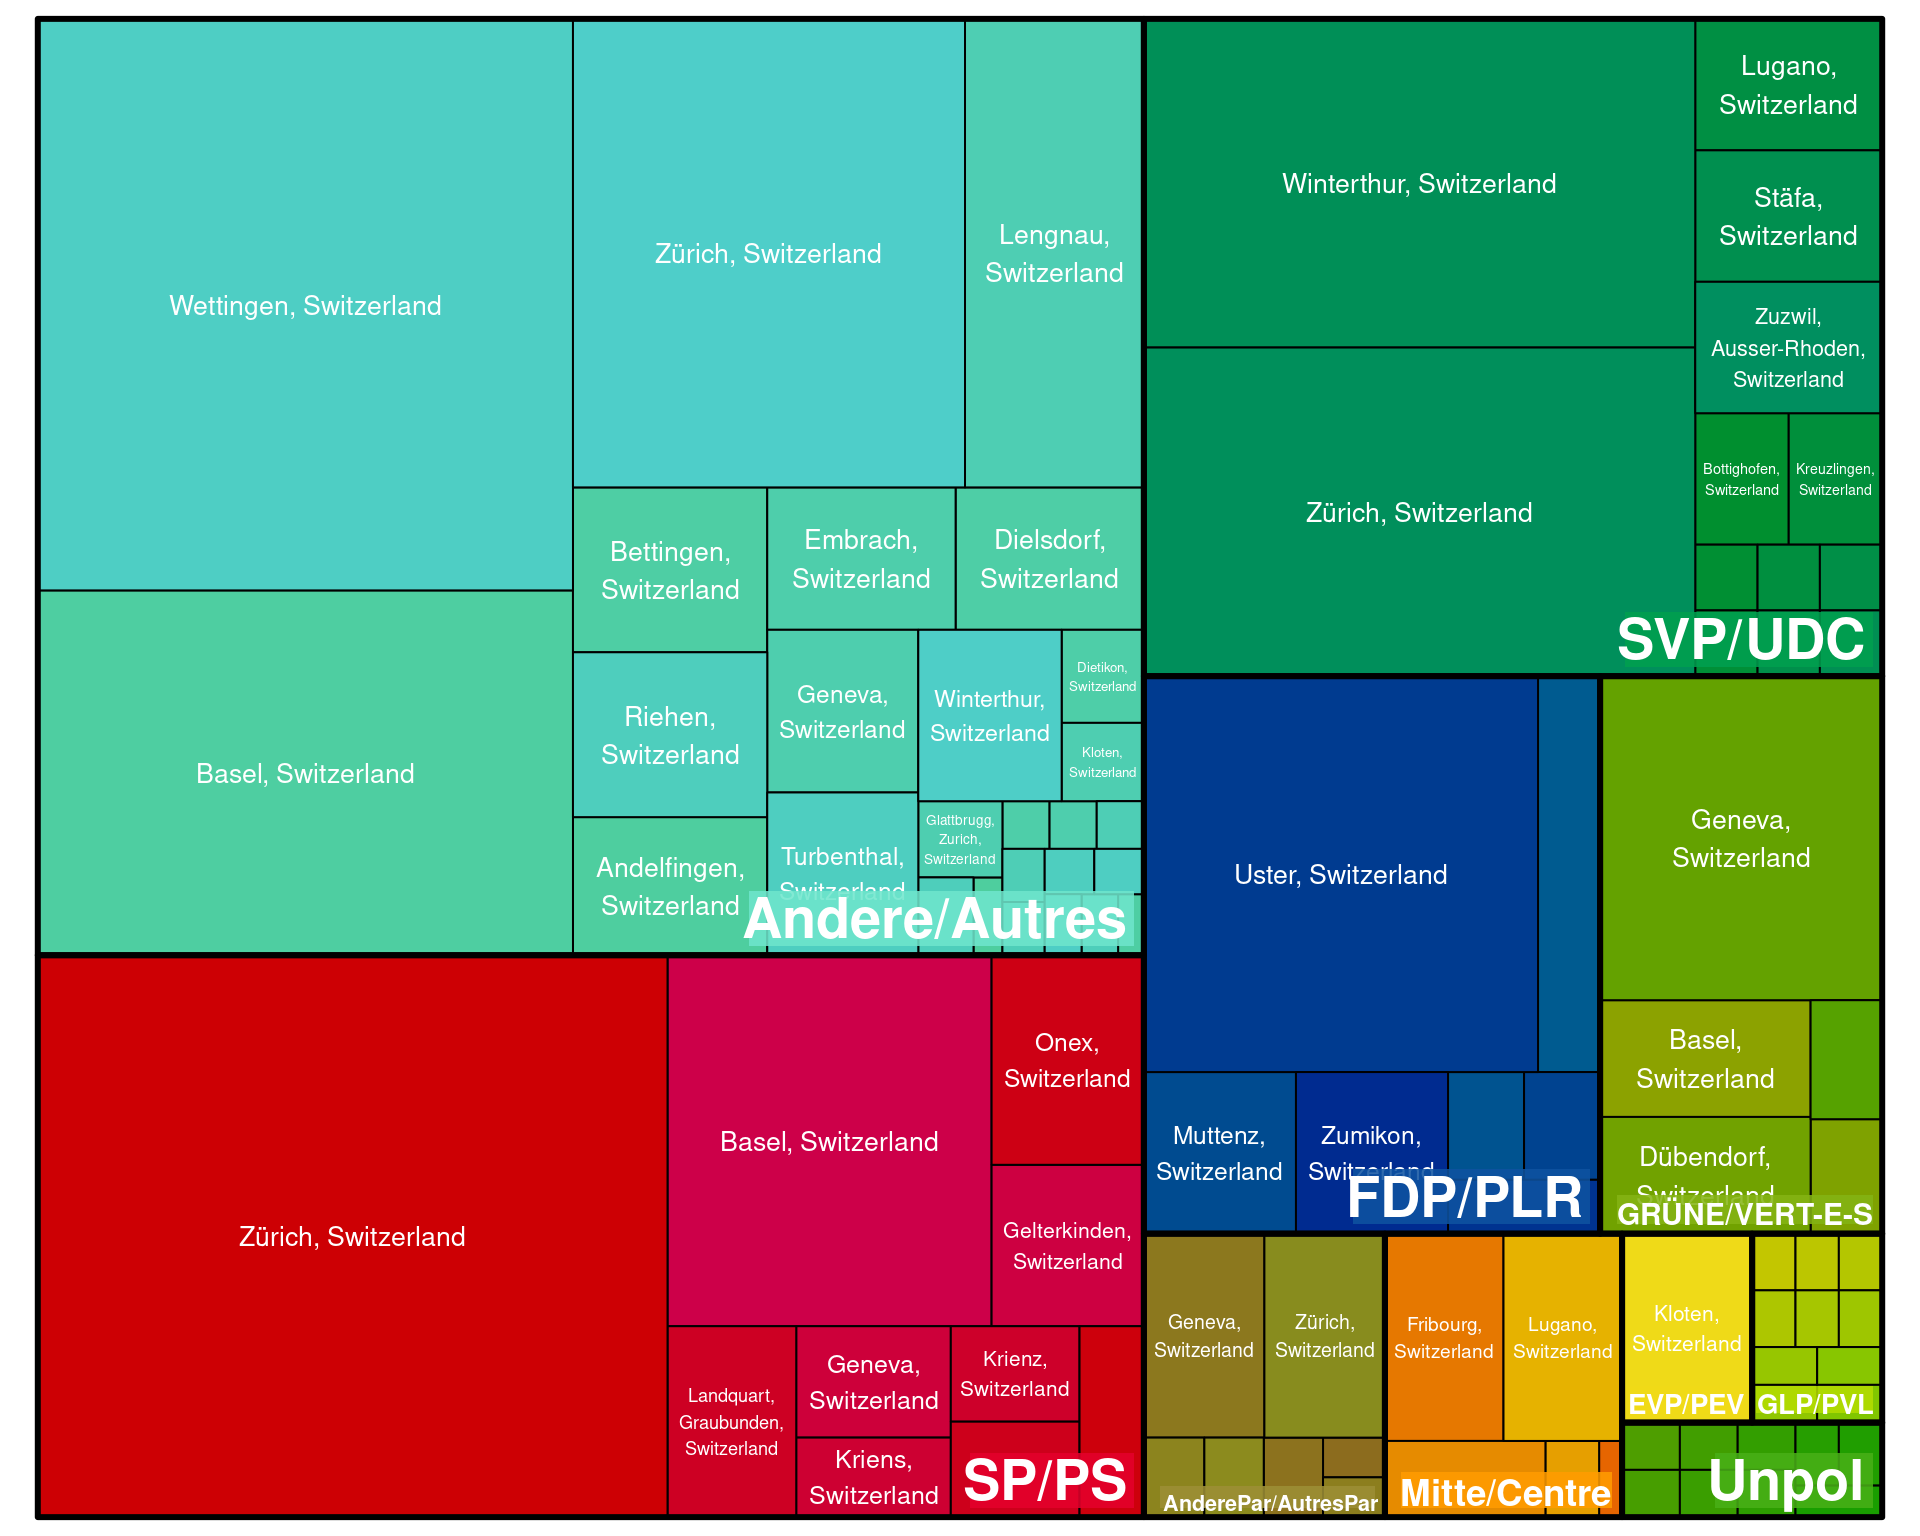 Wettingen, Switzerland
Zürich, Switzerland
Lengnau,
Switzerland
Basel, Switzerland
Bettingen,
Switzerland
Embrach,
Switzerland
Dielsdorf,
Switzerland
Riehen,
Switzerland
Geneva,
Switzerland
Winterthur,
Switzerland
Dietikon,
Switzerland
Kloten,
Switzerland
Andelfingen,
Switzerland
Turbenthal,
Switzerland
Glattbrugg,
Zurich,
Switzerland
Andere/Autres
Winterthur, Switzerland
Lugano,
Switzerland
Stäfa,
Switzerland
Zuzwil,
Ausser-Rhoden,
Switzerland
Zürich, Switzerland
Bottighofen,
Switzerland
Kreuzlingen,
Switzerland
SVP/UDC
Zürich, Switzerland
Basel, Switzerland
Onex,
Switzerland
Gelterkinden,
Switzerland
Landquart,
Graubunden,
Switzerland
Geneva,
Switzerland
Krienz,
Switzerland
Kriens,
Switzerland
SP/PS
Uster, Switzerland
Muttenz,
Switzerland
Zumikon,
Switzerland
FDP/PLR
Geneva,
Switzerland
Basel,
Switzerland
Dübendorf,
Switzerland
GRÜNE/VERT-E-S
Geneva,
Switzerland
Zürich,
Switzerland
AnderePar/AutresPar
Fribourg,
Switzerland
Lugano,
Switzerland
Mitte/Centre
Kloten,
Switzerland
EVP/PEV
GLP/PVL
Unpol